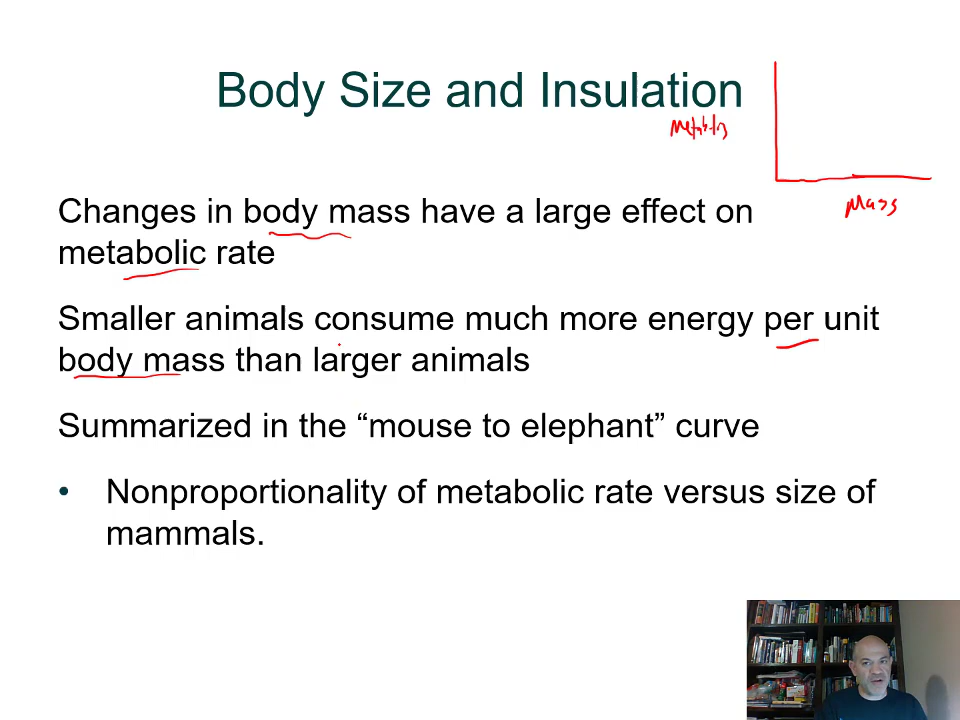 Body Size and Insulation
Changes in body mass have a large effect on
metabolic rate
Mass
Smaller animals consume much more energy per unit
body mass than larger animals
Summarized in the “mouse to elephant” curve
• Nonproportionality of metabolic rate versus size of
mammals.